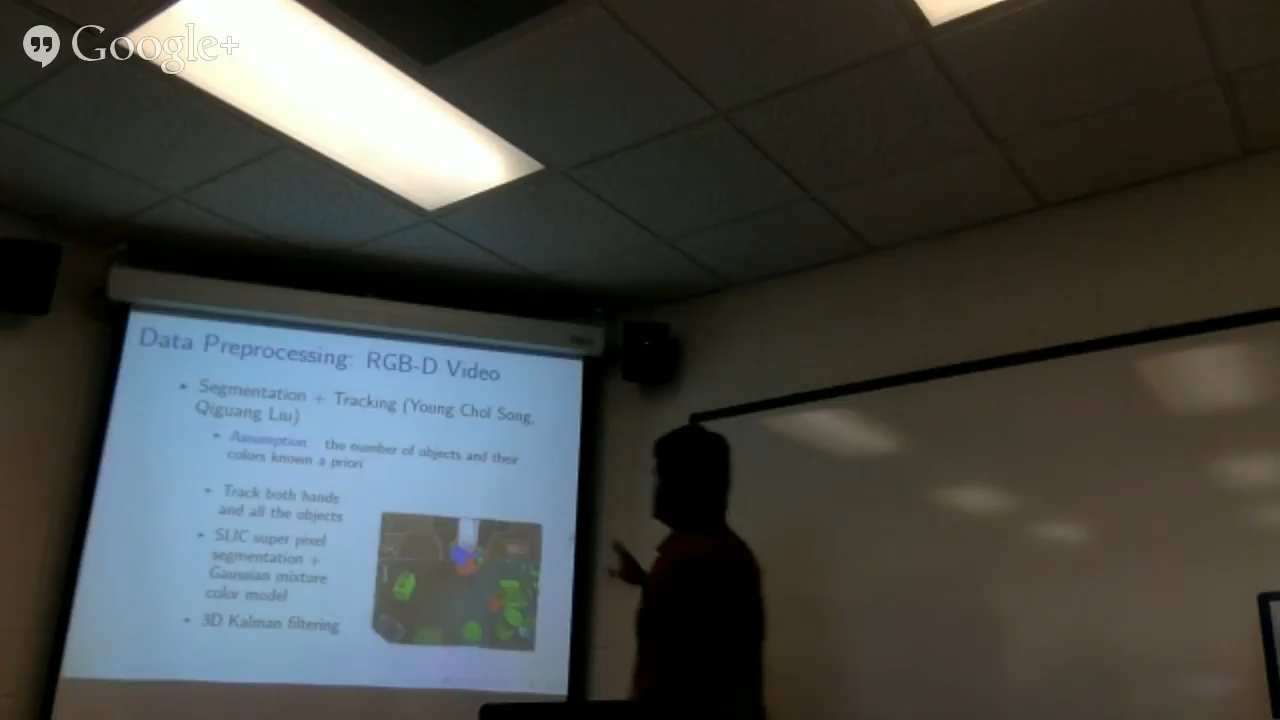 Google+
Data Preprocessing: RGB-D Video
Segmentation + Tracking (Young Chol Song,
Qiguang Liu)
Assumption: the number of objects and their
colors known a priori
Track both hands
and all the objects
SLIC super pixel
segmentation +
Gaussian mixture
color model
3D Kalman filtering